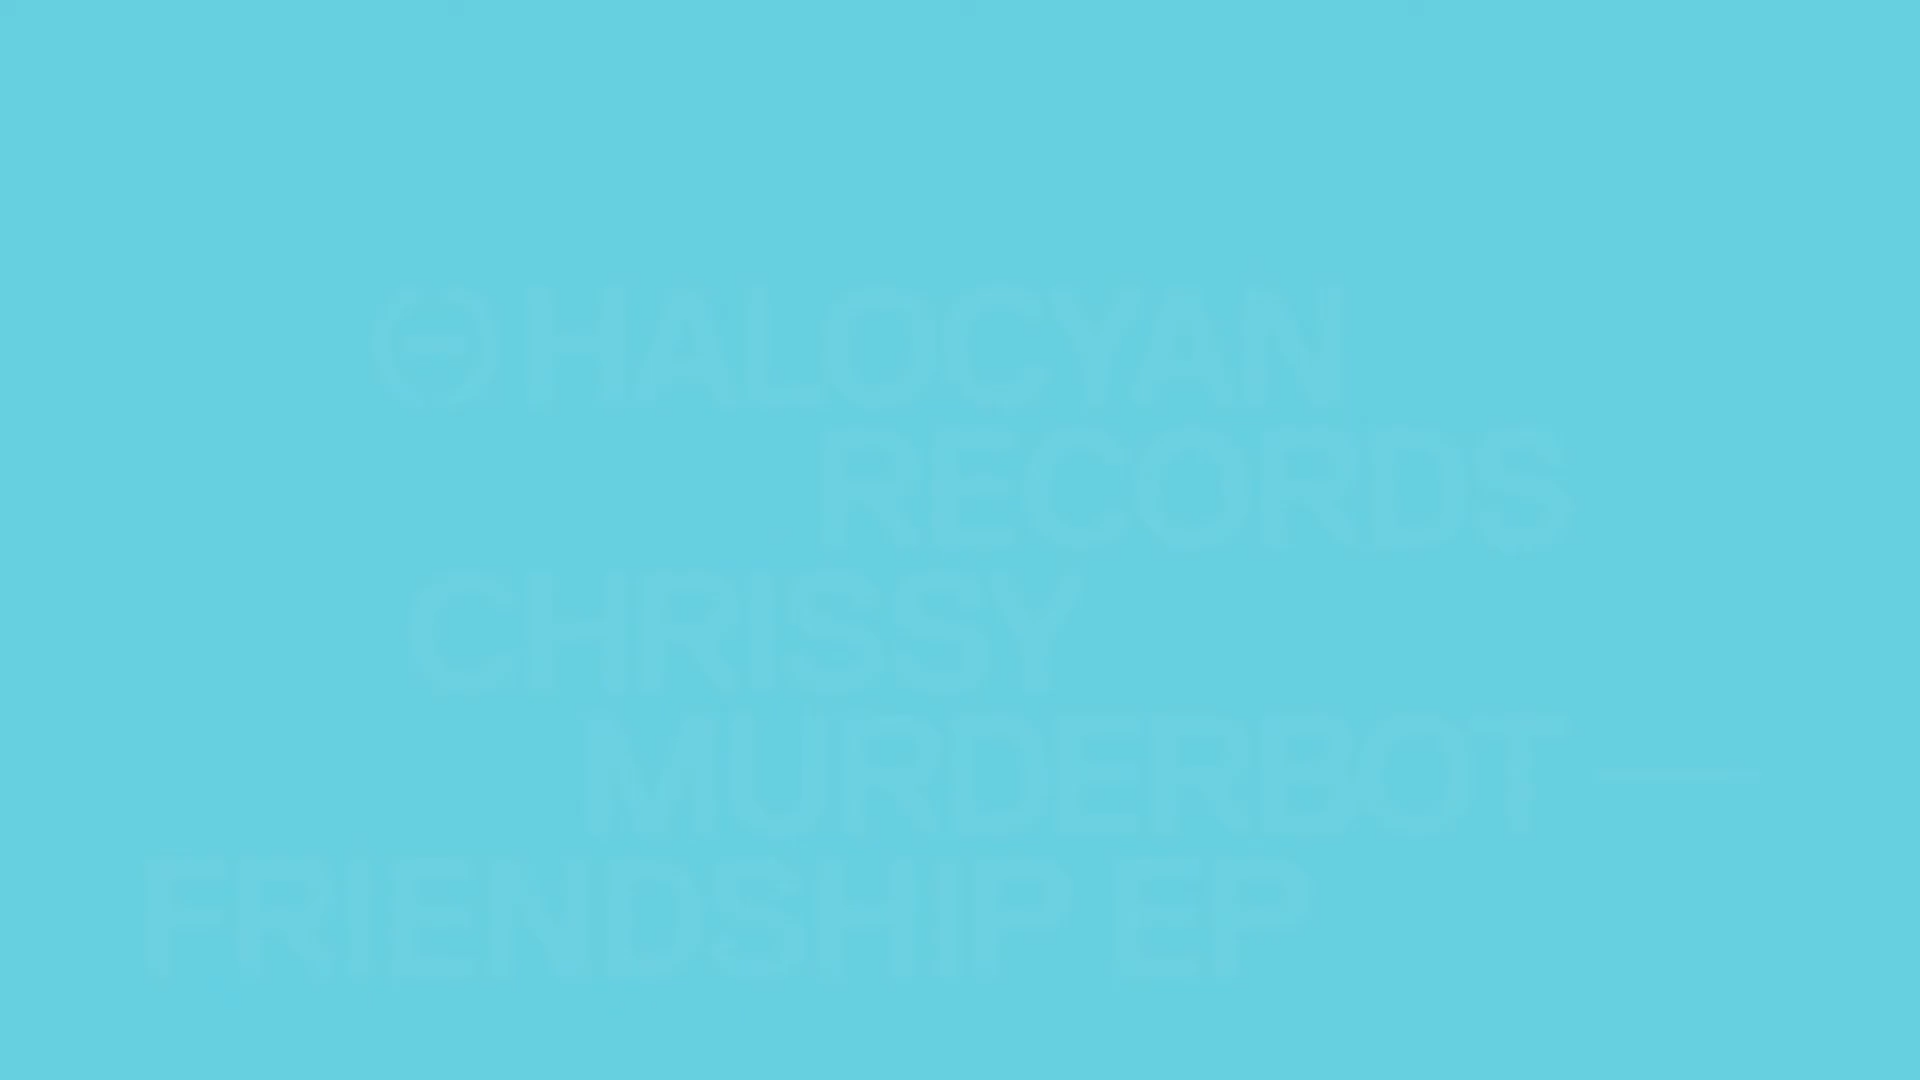 HALOCYAN
RECORDS
CHRISSY
MURDERBOT —
FRIENDSHIP EP